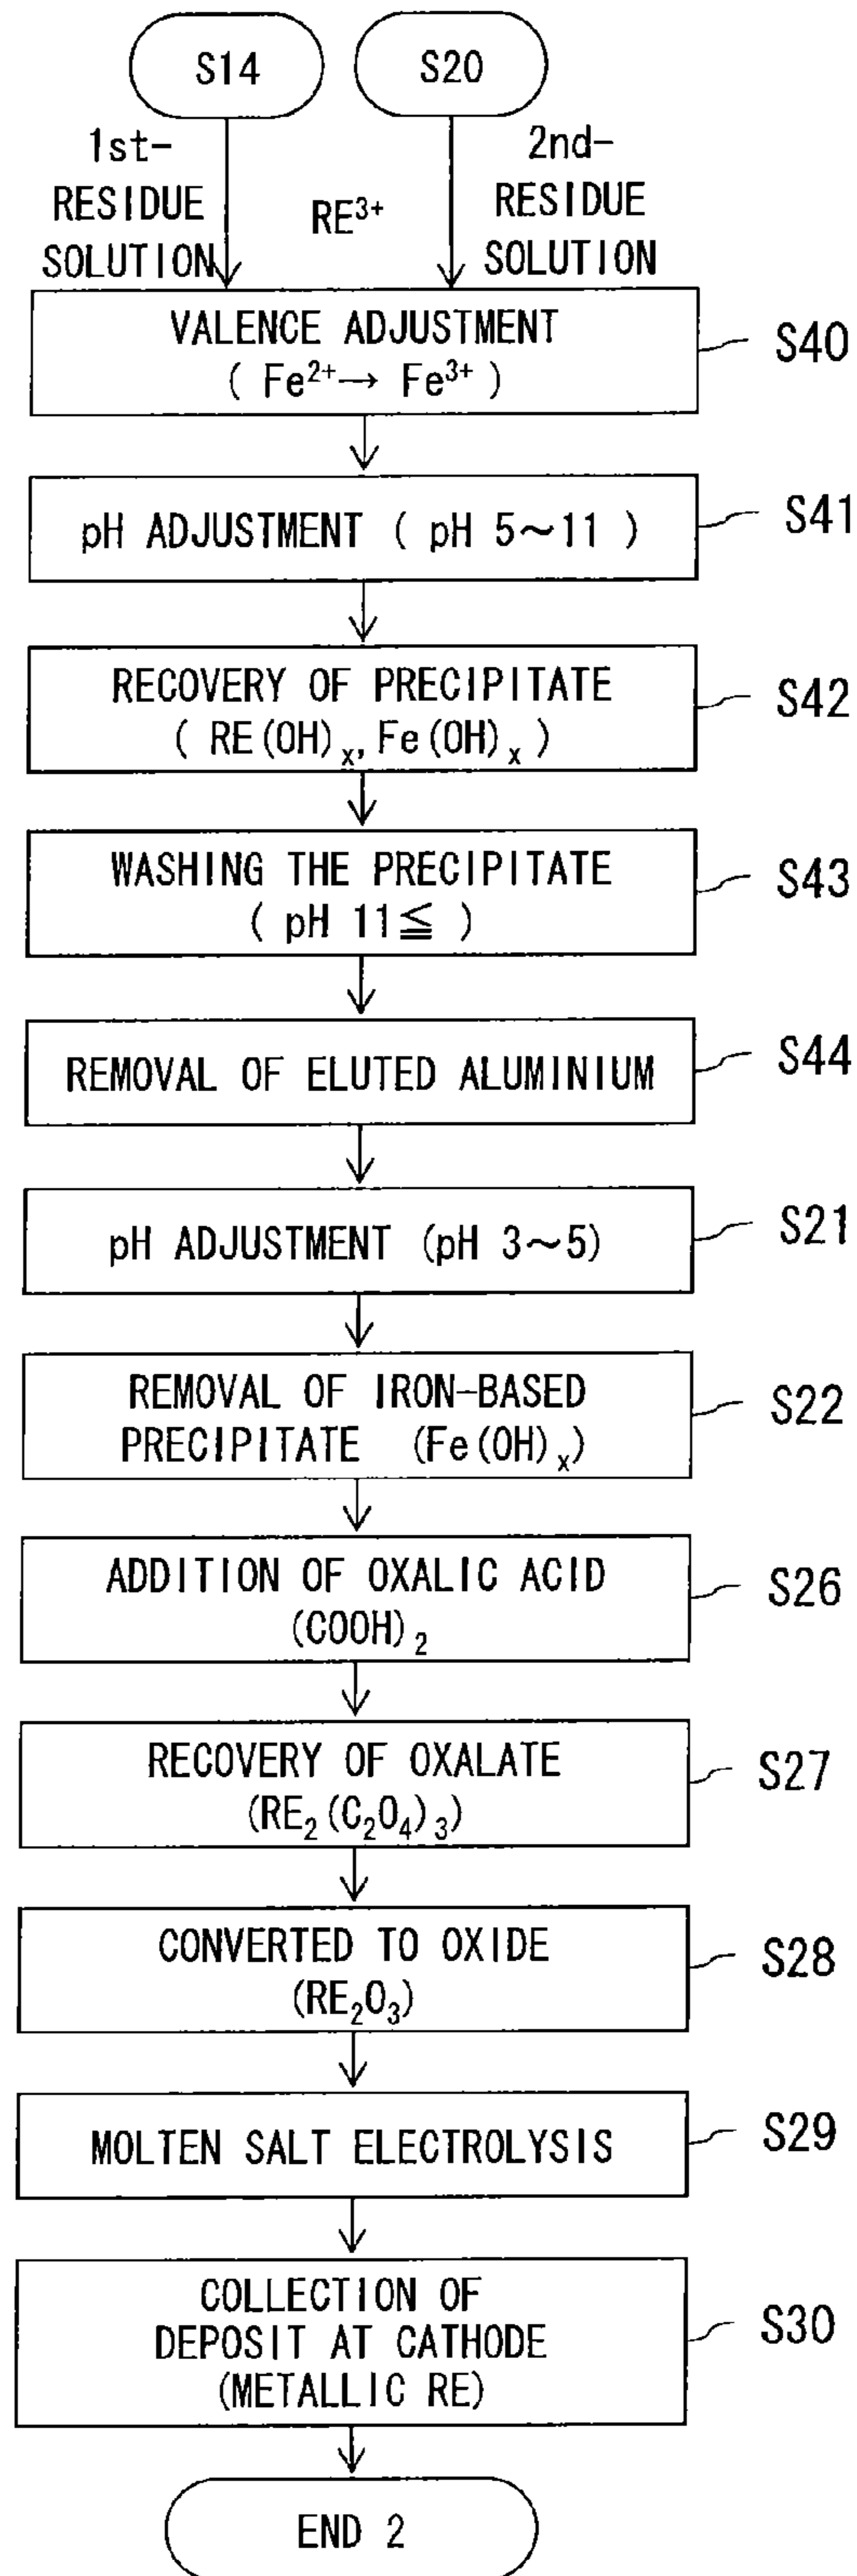 S14
S20
1st-
RESIDUE
SOLUTION
RE³⁺
2nd-
RESIDUE
SOLUTION
VALENCE ADJUSTMENT
( Fe²⁺→ Fe³⁺ )
S40
pH ADJUSTMENT ( pH 5~11 )
S41
RECOVERY OF PRECIPITATE
( RE(OH)ₓ, Fe(OH)ₓ )
S42
WASHING THE PRECIPITATE
( pH 11≦ )
S43
REMOVAL OF ELUTED ALUMINIUM
S44
pH ADJUSTMENT (pH 3~5)
S21
REMOVAL OF IRON-BASED
PRECIPITATE (Fe(OH)ₓ)
S22
ADDITION OF OXALIC ACID
(COOH)₂
S26
RECOVERY OF OXALATE
(RE₂(C₂O₄)₃)
S27
CONVERTED TO OXIDE
(RE₂O₃)
S28
MOLTEN SALT ELECTROLYSIS
S29
COLLECTION OF
DEPOSIT AT CATHODE
(METALLIC RE)
S30
END 2